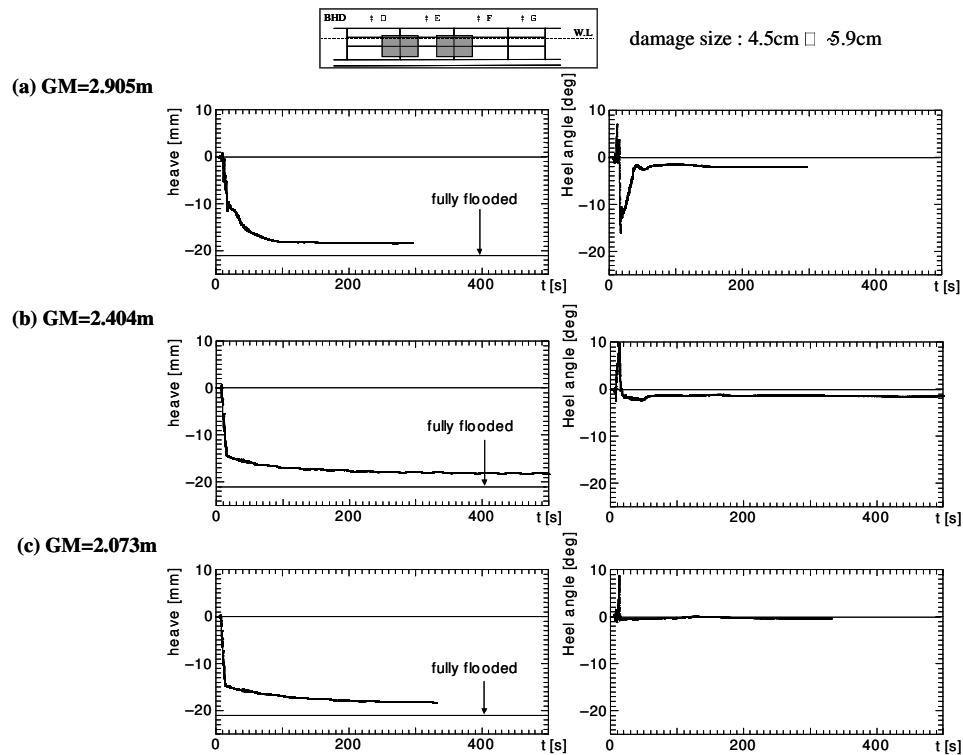 BHD ‡ D ‡ E ‡ F ‡ G
W.L
damage size : 4.5cm □ ~5.9cm
(a) GM=2.905m
heave [mm]
10
0
−10
−20
fully flooded
0 200 400 t [s]
Heel angle [deg]
10
0
−10
−20
0 200 400 t [s]
(b) GM=2.404m
heave [mm]
10
0
−10
−20
fully flooded
0 200 400 t [s]
Heel angle [deg]
10
0
−10
−20
0 200 400 t [s]
(c) GM=2.073m
heave [mm]
10
0
−10
−20
fully flooded
0 200 400 t [s]
Heel angle [deg]
10
0
−10
−20
0 200 400 t [s]